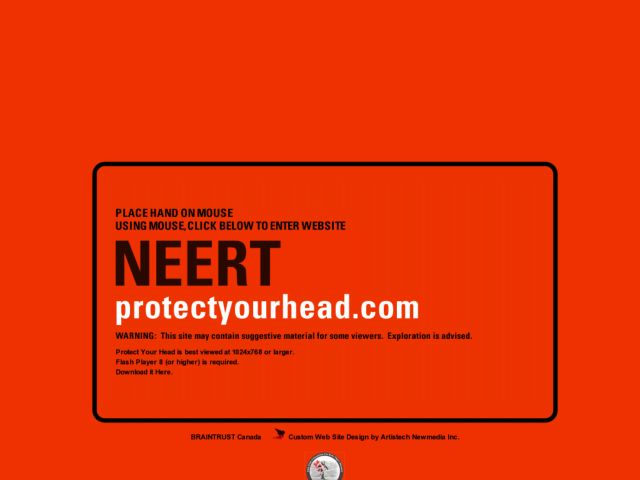 PLACE HAND ON MOUSE
USING MOUSE, CLICK BELOW TO ENTER WEBSITE
NEERT
protectyourhead.com
WARNING: This site may contain suggestive material for some viewers. Exploration is advised.
Protect Your Head is best viewed at 1024x768 or larger.
Flash Player 8 (or higher) is required.
Download it Here.
BRAINTRUST Canada Custom Web Site Design by Artistech Newmedia Inc.